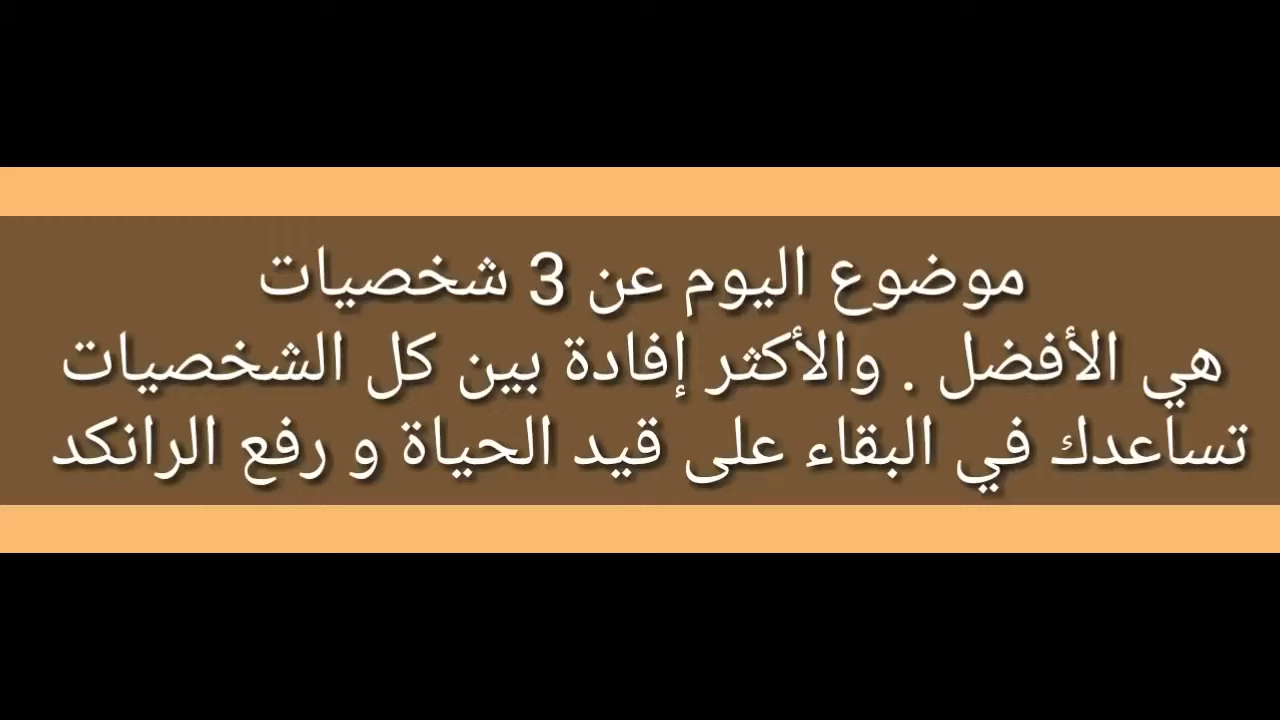 موضوع اليوم عن 3 شخصيات
هي الأفضل . والأكثر إفادة بين كل الشخصيات
تساعدك في البقاء على قيد الحياة و رفع الرانكد